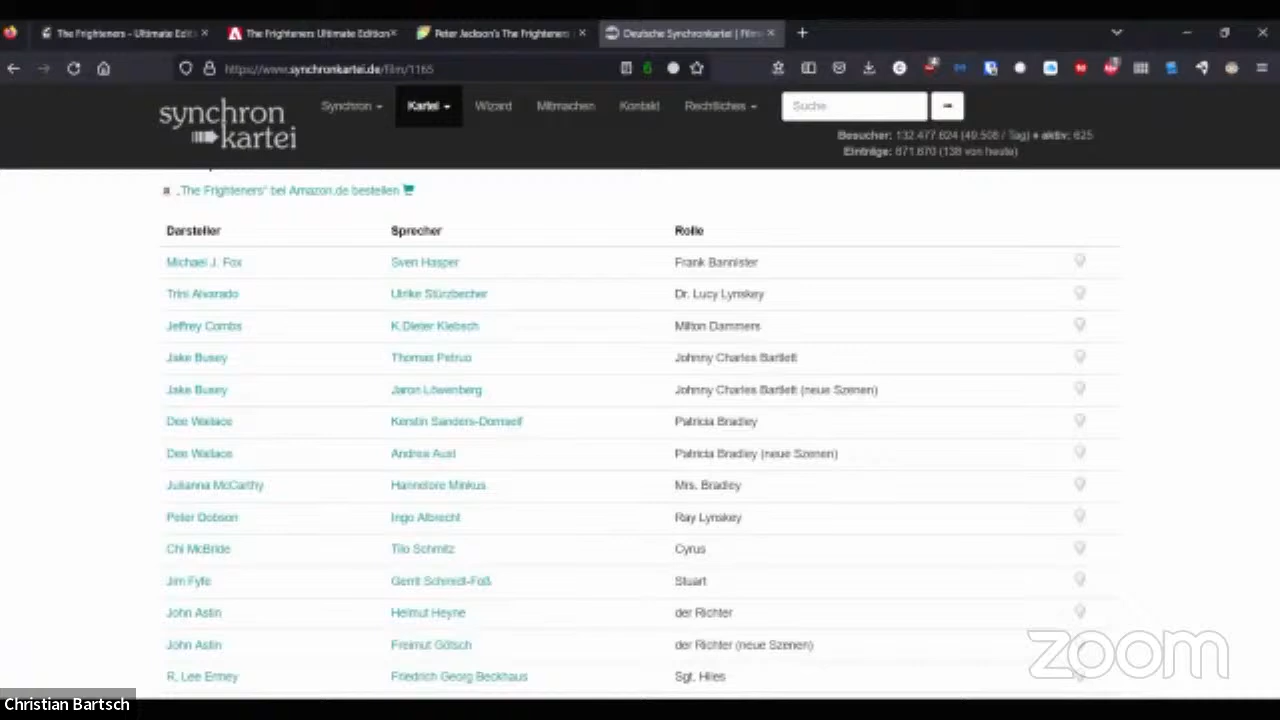 The Frighteners - Ultimate Edit
The Frighteners Ultimate Edition
Peter Jackson's The Frighteners
Deutsche Synchronkartei | Film
https://www.synchronkartei.de/film/1165
synchron
kartei
Synchron
Kartei
Wizard
Mitmachen
Kontakt
Rechtliches
Suche
Besucher: 132.477.624 (49.508 / Tag) • aktiv: 625
Einträge: 871.670 (138 von heute)
„The Frighteners“ bei Amazon.de bestellen
Darsteller Sprecher Rolle
Michael J. Fox Sven Hasper Frank Bannister
Trini Alvarado Ulrike Stürzbecher Dr. Lucy Lynskey
Jeffrey Combs K.Dieter Klebsch Milton Dammers
Jake Busey Thomas Petruo Johnny Charles Bartlett
Jake Busey Jaron Löwenberg Johnny Charles Bartlett (neue Szenen)
Dee Wallace Kerstin Sanders-Dornseif Patricia Bradley
Dee Wallace Andrea Aust Patricia Bradley (neue Szenen)
Julianna McCarthy Hannelore Minkus Mrs. Bradley
Peter Dobson Ingo Albrecht Ray Lynskey
Chi McBride Tilo Schmitz Cyrus
Jim Fyfe Gerrit Schmidt-Foß Stuart
John Astin Helmut Heyne der Richter
John Astin Freimut Götsch der Richter (neue Szenen)
R. Lee Ermey Friedrich Georg Beckhaus Sgt. Hiles
zoom
Christian Bartsch